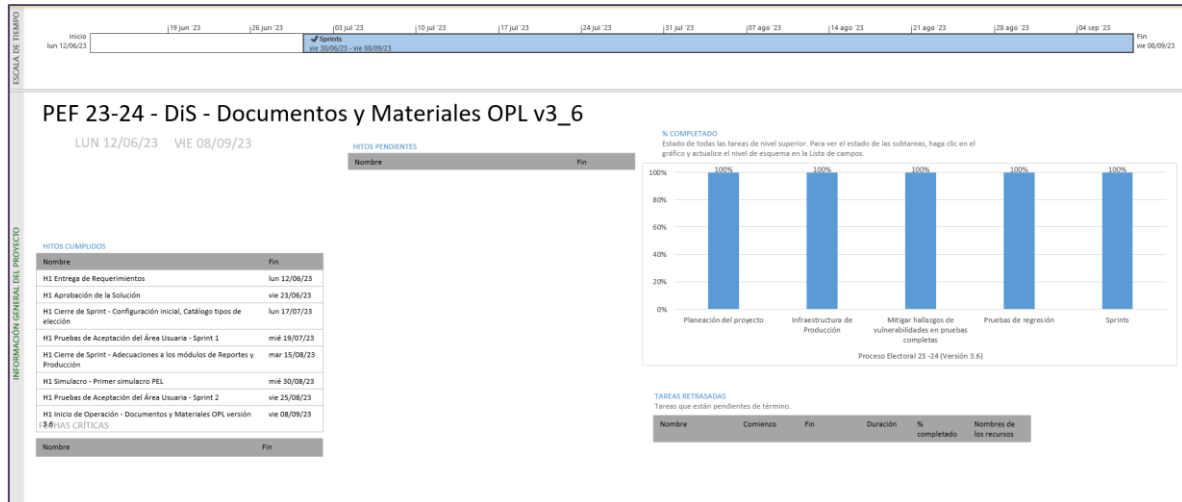 ESCALA DE TIEMPO
Inicio
lun 12/06/23
19 jun '23
26 jun '23
03 jul '23
10 jul '23
17 jul '23
24 jul '23
31 jul '23
07 ago '23
14 ago '23
21 ago '23
28 ago '23
04 sep '23
Sprints
vie 30/06/23 - vie 08/09/23
Fin
vie 08/09/23
INFORMACIÓN GENERAL DEL PROYECTO
PEF 23-24 - DiS - Documentos y Materiales OPL v3_6
LUN 12/06/23 VIE 08/09/23
HITOS PENDIENTES
Nombre Fin
HITOS CUMPLIDOS
Nombre Fin
H1 Entrega de Requerimientos lun 12/06/23
H1 Aprobación de la Solución vie 23/06/23
H1 Cierre de Sprint - Configuración inicial, Catálogo tipos de lun 17/07/23
elección
H1 Pruebas de Aceptación del Área Usuaria - Sprint 1 mié 19/07/23
H1 Cierre de Sprint - Adecuaciones a los módulos de Reportes y mar 15/08/23
Producción
H1 Simulacro - Primer simulacro PEL mié 30/08/23
H1 Pruebas de Aceptación del Área Usuaria - Sprint 2 vie 25/08/23
H1 Inicio de Operación - Documentos y Materiales OPL versión vie 08/09/23
3.6
FECHAS CRÍTICAS
Nombre Fin
% COMPLETADO
Estado de todas las tareas de nivel superior. Para ver el estado de las subtareas, haga clic en el
gráfico y actualice el nivel de esquema en la Lista de campos.
100%
80%
60%
40%
20%
0%
100% 100% 100% 100% 100%
Planeación del proyecto
Infraestructura de
Producción
Mitigar hallazgos de
vulnerabilidades en pruebas
completas
Pruebas de regresión
Sprints
Proceso Electoral 23 -24 (Versión 3.6)
TAREAS RETRASADAS
Tareas que están pendientes de término.
Nombre Comienzo Fin Duración % completado Nombres de los recursos